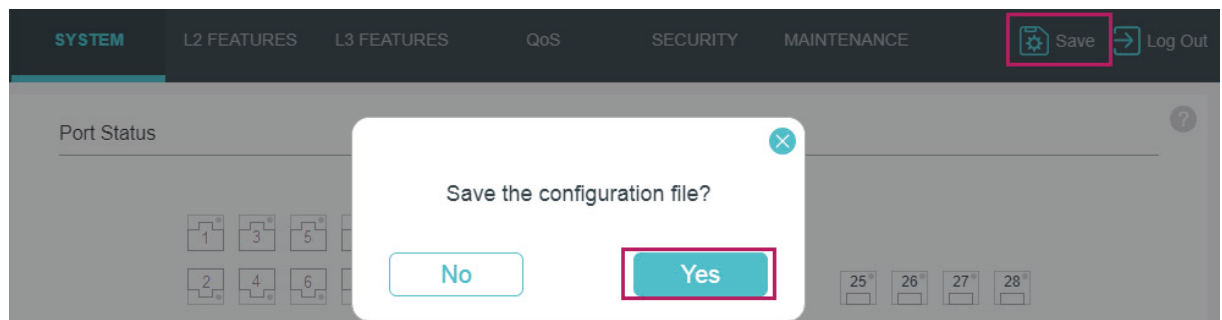 SYSTEM L2 FEATURES L3 FEATURES QoS SECURITY MAINTENANCE Save Log Out
Port Status ?
Save the configuration file?
1 3 5
No Yes
2 4 6 25 26 27 28